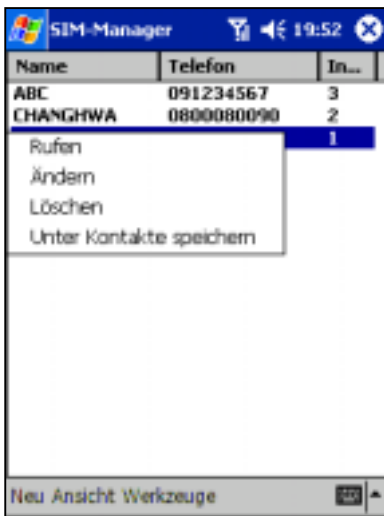 SIM-Manager 19:52
Name Telefon In...
ABC 091234567 3
CHANGHWA 0800080090 2
1
Rufen
Ändern
Löschen
Unter Kontakte speichern
Neu Ansicht Werkzeuge